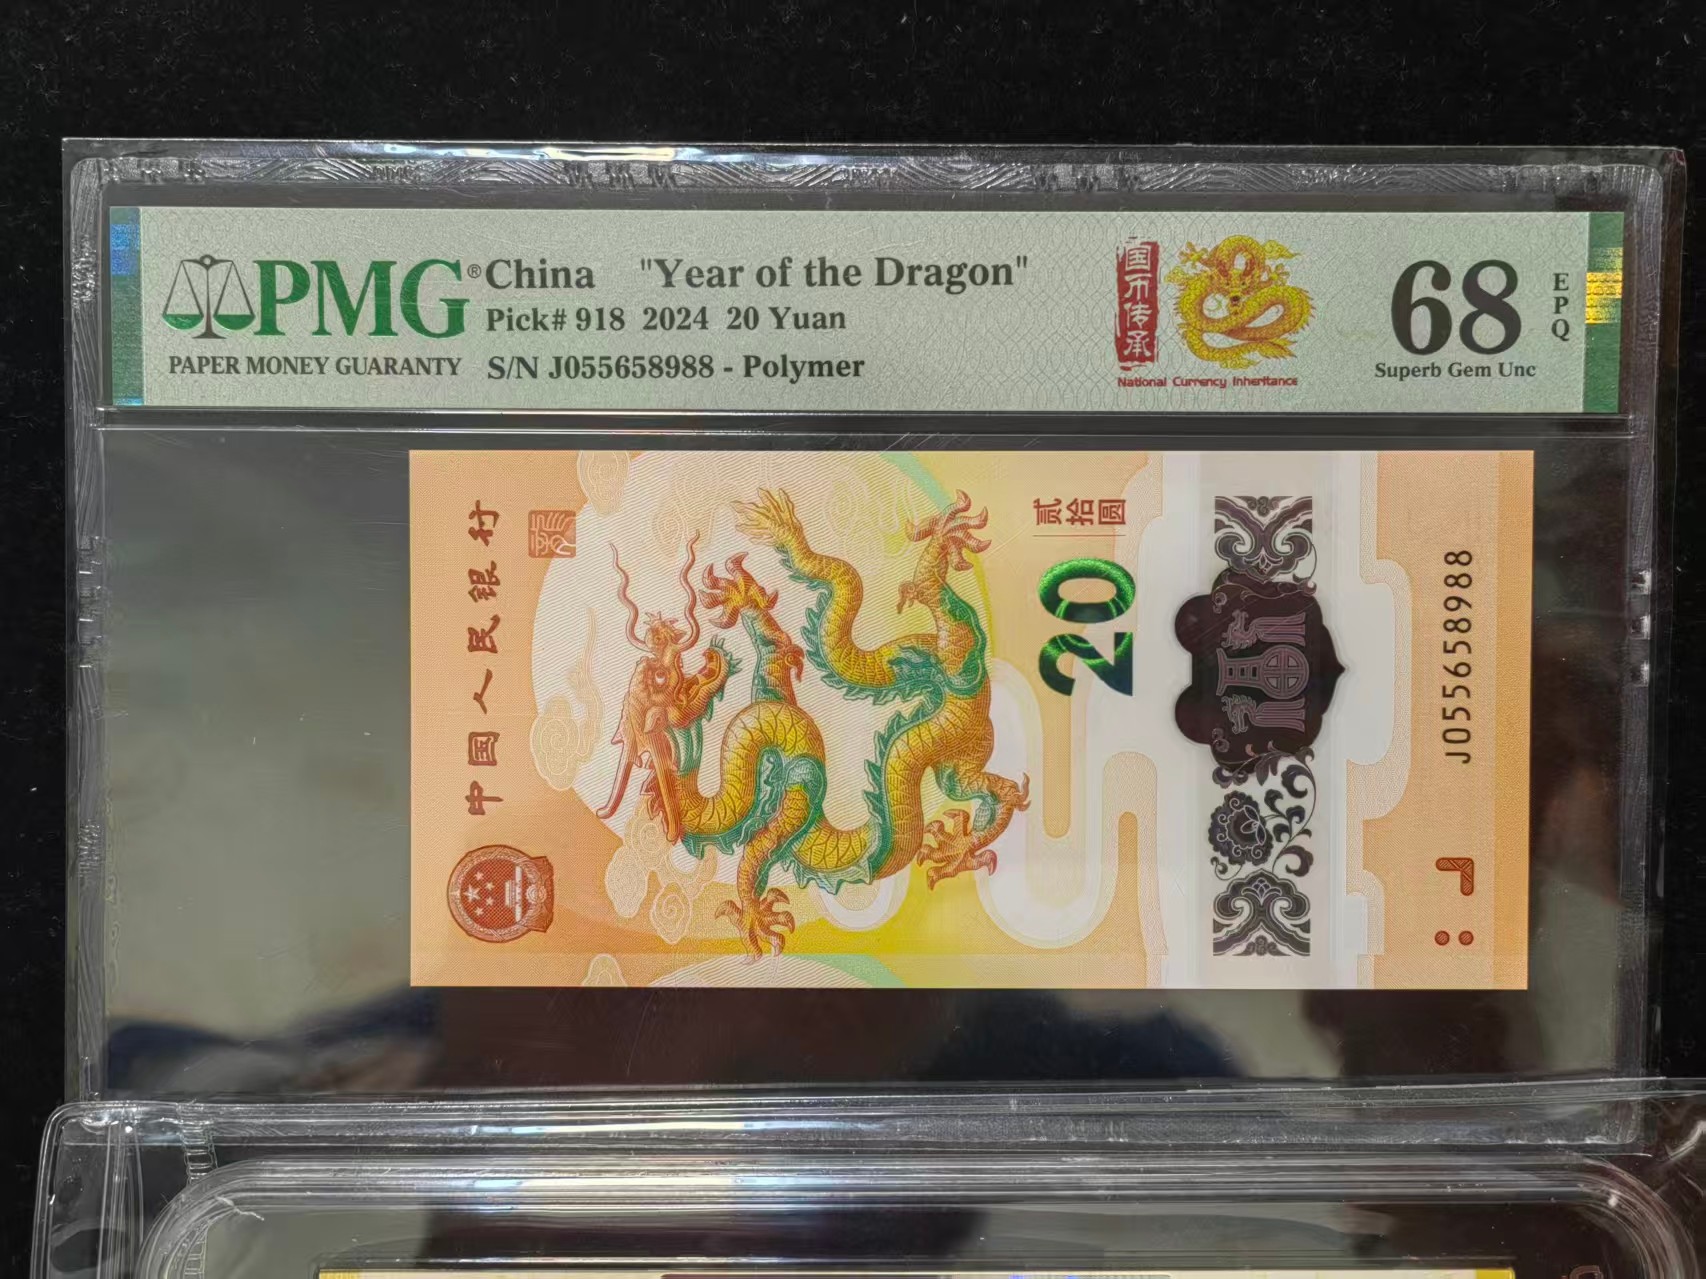 PMG® China "Year of the Dragon"
Pick# 918 2024 20 Yuan
PAPER MONEY GUARANTY S/N J055658988 - Polymer
国币传承
National Currency Inheritance
68
EPQ
Superb Gem Unc
中国人民银行
贰拾圆
20
J055658988